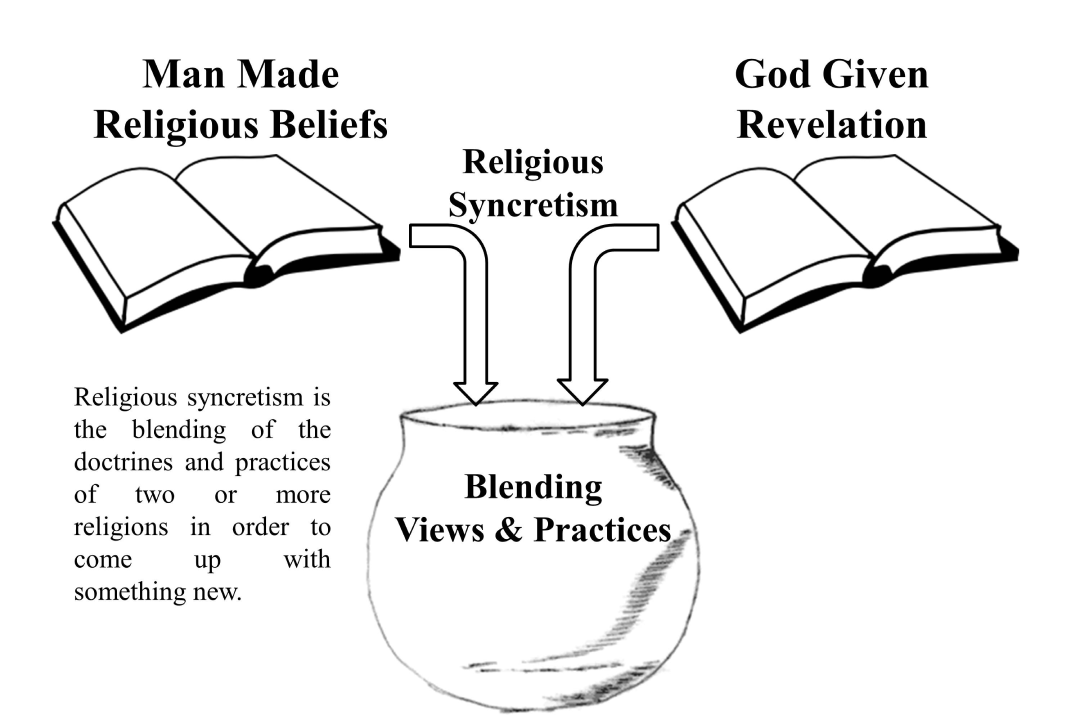 Man Made
Religious Beliefs
God Given
Revelation
Religious
Syncretism
Religious syncretism is
the blending of the
doctrines and practices
of two or more
religions in order to
come up with
something new.
Blending
Views & Practices